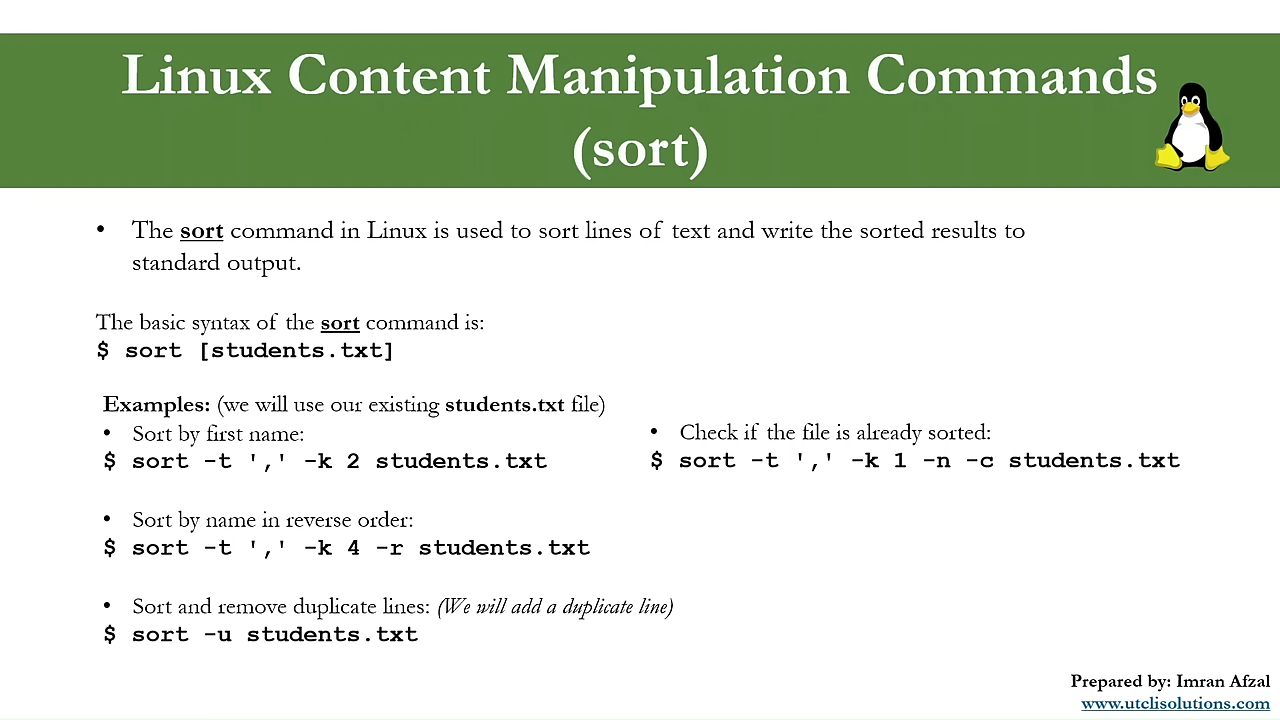 Linux Content Manipulation Commands
(sort)
• The sort command in Linux is used to sort lines of text and write the sorted results to
standard output.
The basic syntax of the sort command is:
$ sort [students.txt]
Examples: (we will use our existing students.txt file)
• Sort by first name:
$ sort -t ',' -k 2 students.txt
• Sort by name in reverse order:
$ sort -t ',' -k 4 -r students.txt
• Sort and remove duplicate lines: (We will add a duplicate line)
$ sort -u students.txt
• Check if the file is already sorted:
$ sort -t ',' -k 1 -n -c students.txt
Prepared by: Imran Afzal
www.utclisolutions.com